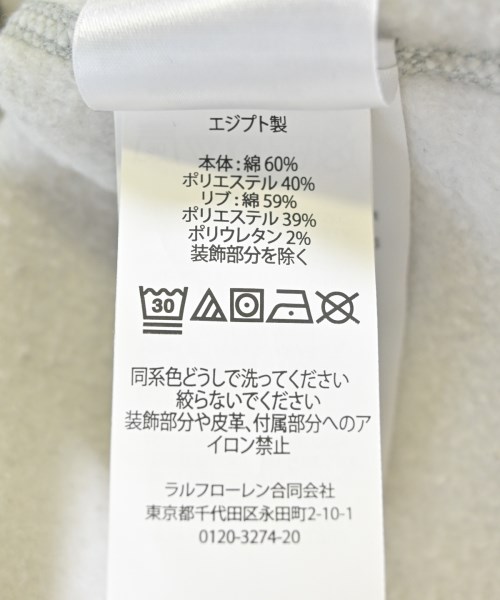 エジプト製
本体:綿60%
ポリエステル 40%
リブ:綿 59%
ポリエステル 39%
ポリウレタン 2%
装飾部分を除く
30
同系色どうしで洗ってください
絞らないでください
装飾部分や皮革、付属部分へのア
イロン禁止
ラルフローレン合同会社
東京都千代田区永田町2-10-1
0120-3274-20